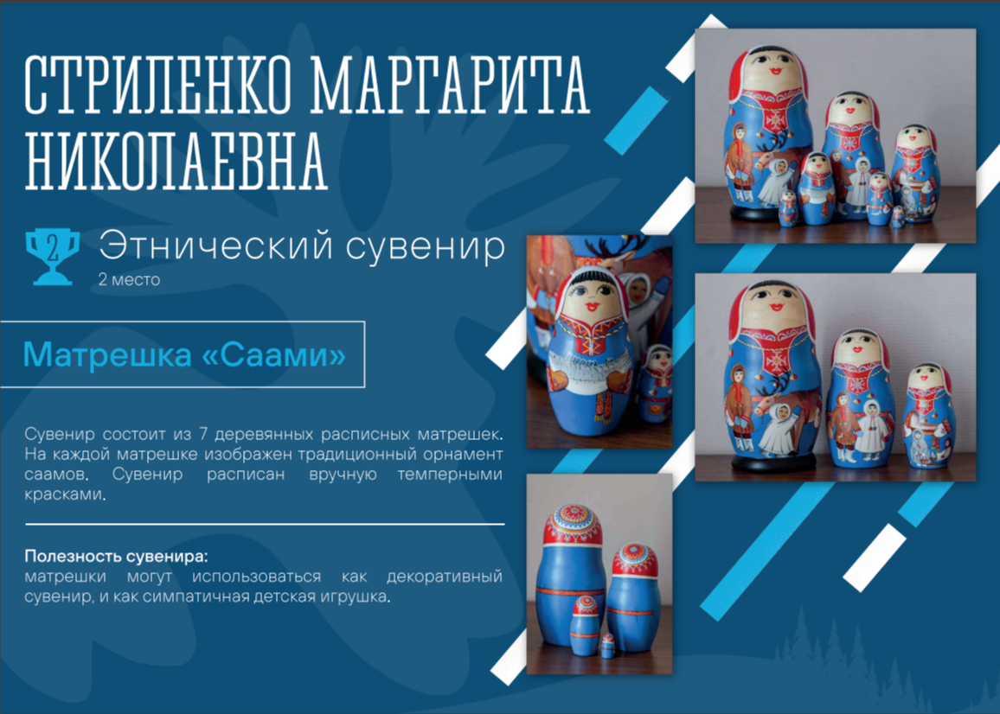 СТРИЛЕНКО МАРГАРИТА
НИКОЛАЕВНА
2
Этнический сувенир
2 место
Матрешка «Саами»
Сувенир состоит из 7 деревянных расписных матрешек.
На каждой матрешке изображен традиционный орнамент
саамов. Сувенир расписан вручную темперными
красками.
Полезность сувенира:
матрешки могут использоваться как декоративный
сувенир, и как симпатичная детская игрушка.